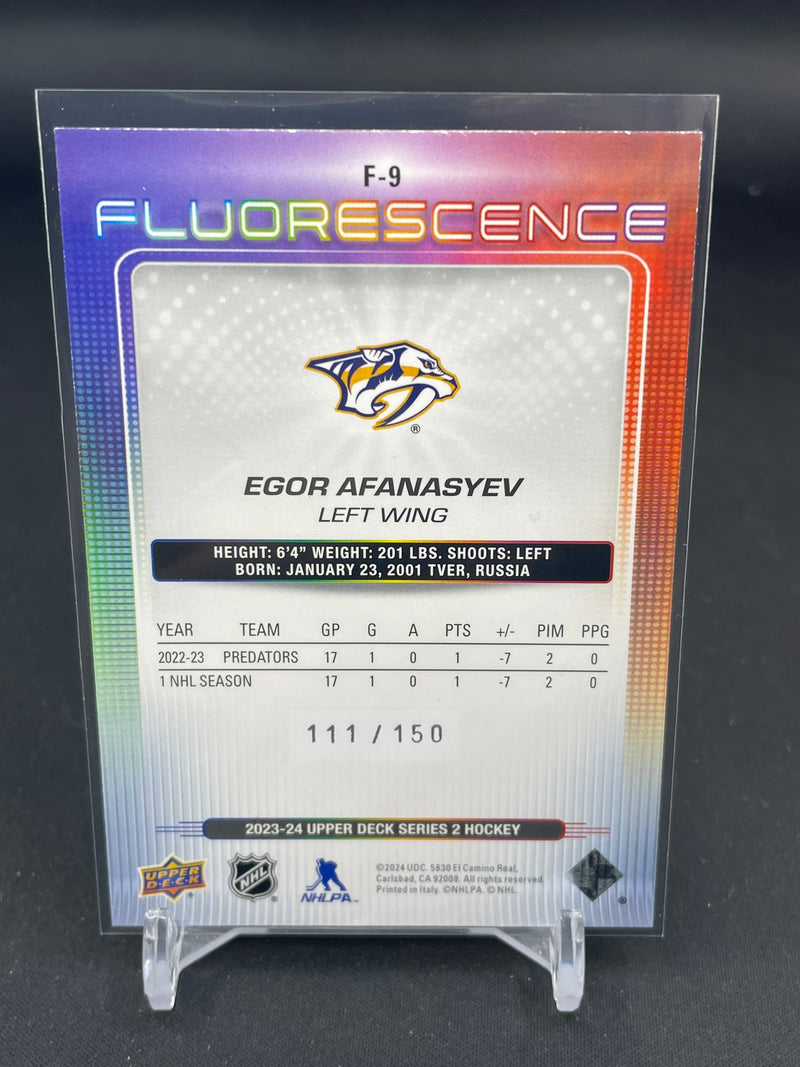 F-9
FLUORESCENCE
®
EGOR AFANASYEV
LEFT WING
HEIGHT: 6'4" WEIGHT: 201 LBS. SHOOTS: LEFT
BORN: JANUARY 23, 2001 TVER, RUSSIA
YEAR TEAM GP G A PTS +/- PIM PPG
2022-23 PREDATORS 17 1 0 1 -7 2 0
1 NHL SEASON 17 1 0 1 -7 2 0
111 / 150
2023-24 UPPER DECK SERIES 2 HOCKEY
UPPER
D·E·C·K
®
NHL
®
NHLPA™
©2024 UDC. 5830 El Camino Real,
Carlsbad, CA 92008. All rights reserved.
Printed in Italy. ©NHLPA. © NHL.
®